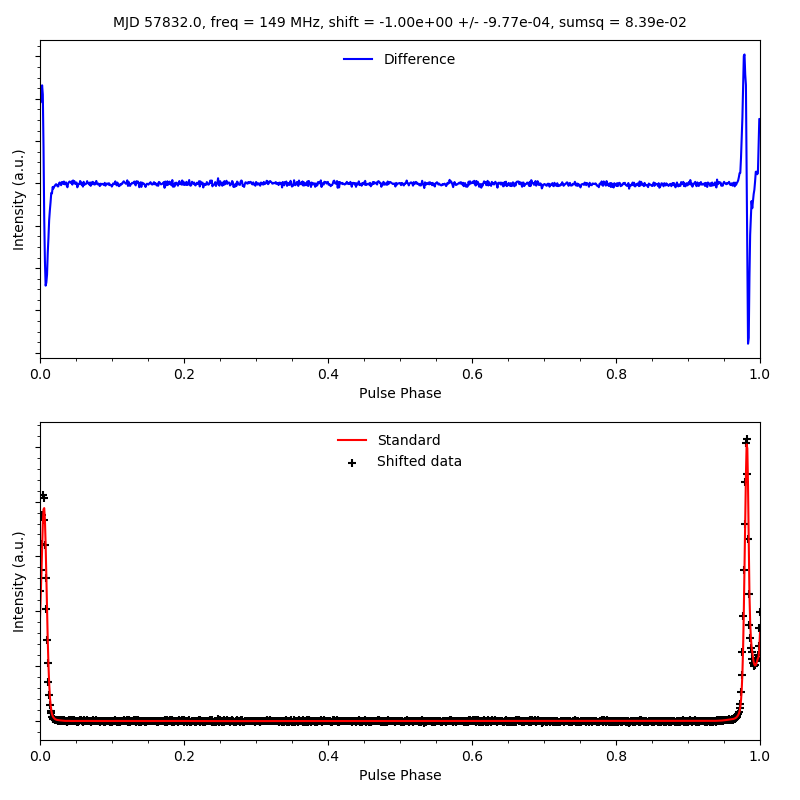 MJD 57832.0, freq = 149 MHz, shift = -1.00e+00 +/- -9.77e-04, sumsq = 8.39e-02
Difference
Intensity (a.u.)
0.0 0.2 0.4 0.6 0.8 1.0
Pulse Phase
Standard
Shifted data
Intensity (a.u.)
0.0 0.2 0.4 0.6 0.8 1.0
Pulse Phase